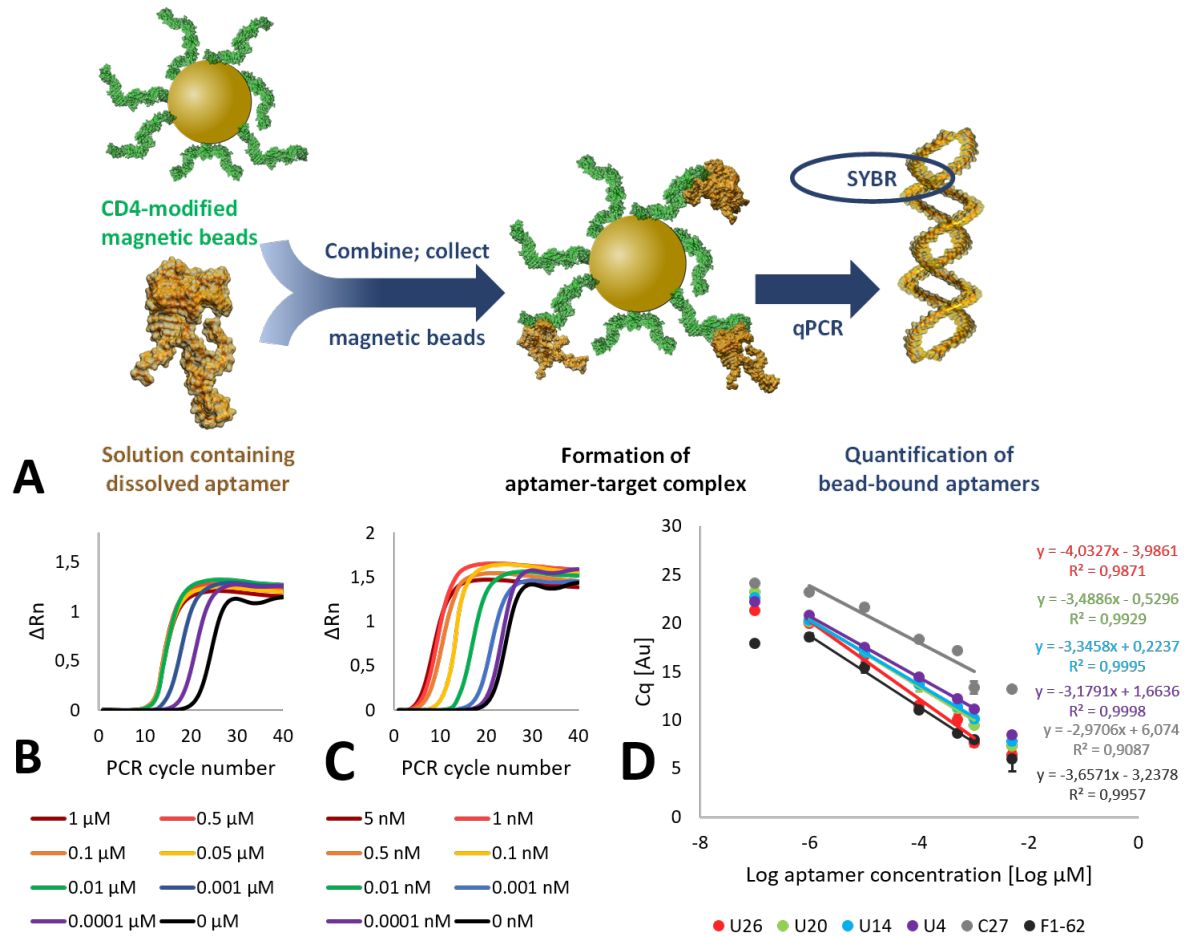 CD4-modified
magnetic beads
Combine; collect
magnetic beads
SYBR
qPCR
A
Solution containing
dissolved aptamer
Formation of
aptamer-target complex
Quantification of
bead-bound aptamers
ΔRn
1,5
1
0,5
0
0 10 20 30 40
PCR cycle number
B
1 µM
0.5 µM
0.1 µM
0.05 µM
0.01 µM
0.001 µM
0.0001 µM
0 µM
ΔRn
2
1,5
1
0,5
0
0 10 20 30 40
PCR cycle number
C
5 nM
1 nM
0.5 nM
0.1 nM
0.01 nM
0.001 nM
0.0001 nM
0 nM
Cq [Au]
30
25
20
15
10
5
0
-8 -6 -4 -2 0
Log aptamer concentration [Log µM]
D
y = -4,0327x - 3,9861
R² = 0,9871
y = -3,4886x - 0,5296
R² = 0,9929
y = -3,3458x + 0,2237
R² = 0,9995
y = -3,1791x + 1,6636
R² = 0,9998
y = -2,9706x + 6,074
R² = 0,9087
y = -3,6571x - 3,2378
R² = 0,9957
U26 U20 U14 U4 C27 F1-62